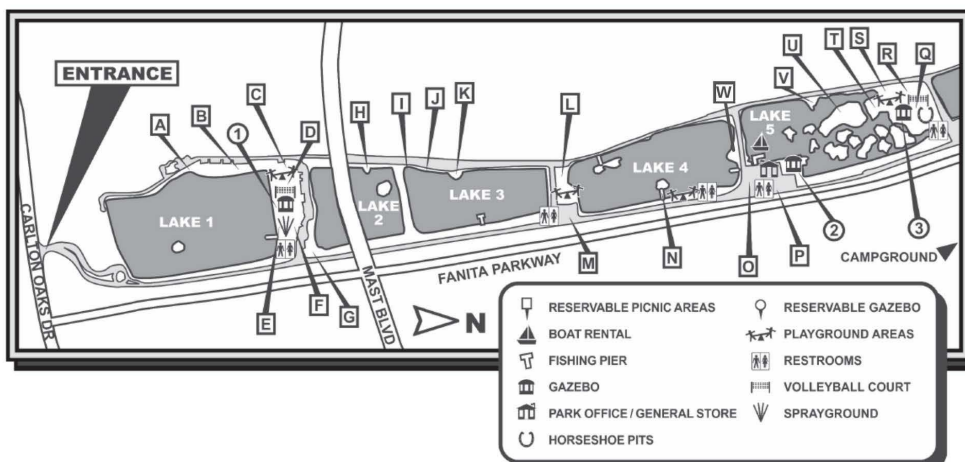 ENTRANCE
A
B
1
C
D
H
I
J
K
L
W
V
U
T
S
R
Q
LAKE 1
LAKE
2
LAKE 3
LAKE 4
LAKE
5
E
F
G
M
N
O
P
2
3
CARLTON OAKS DR
MAST BLVD
FANITA PARKWAY
CAMPGROUND
N
RESERVABLE PICNIC AREAS
BOAT RENTAL
FISHING PIER
GAZEBO
PARK OFFICE / GENERAL STORE
HORSESHOE PITS
RESERVABLE GAZEBO
PLAYGROUND AREAS
RESTROOMS
VOLLEYBALL COURT
SPRAYGROUND